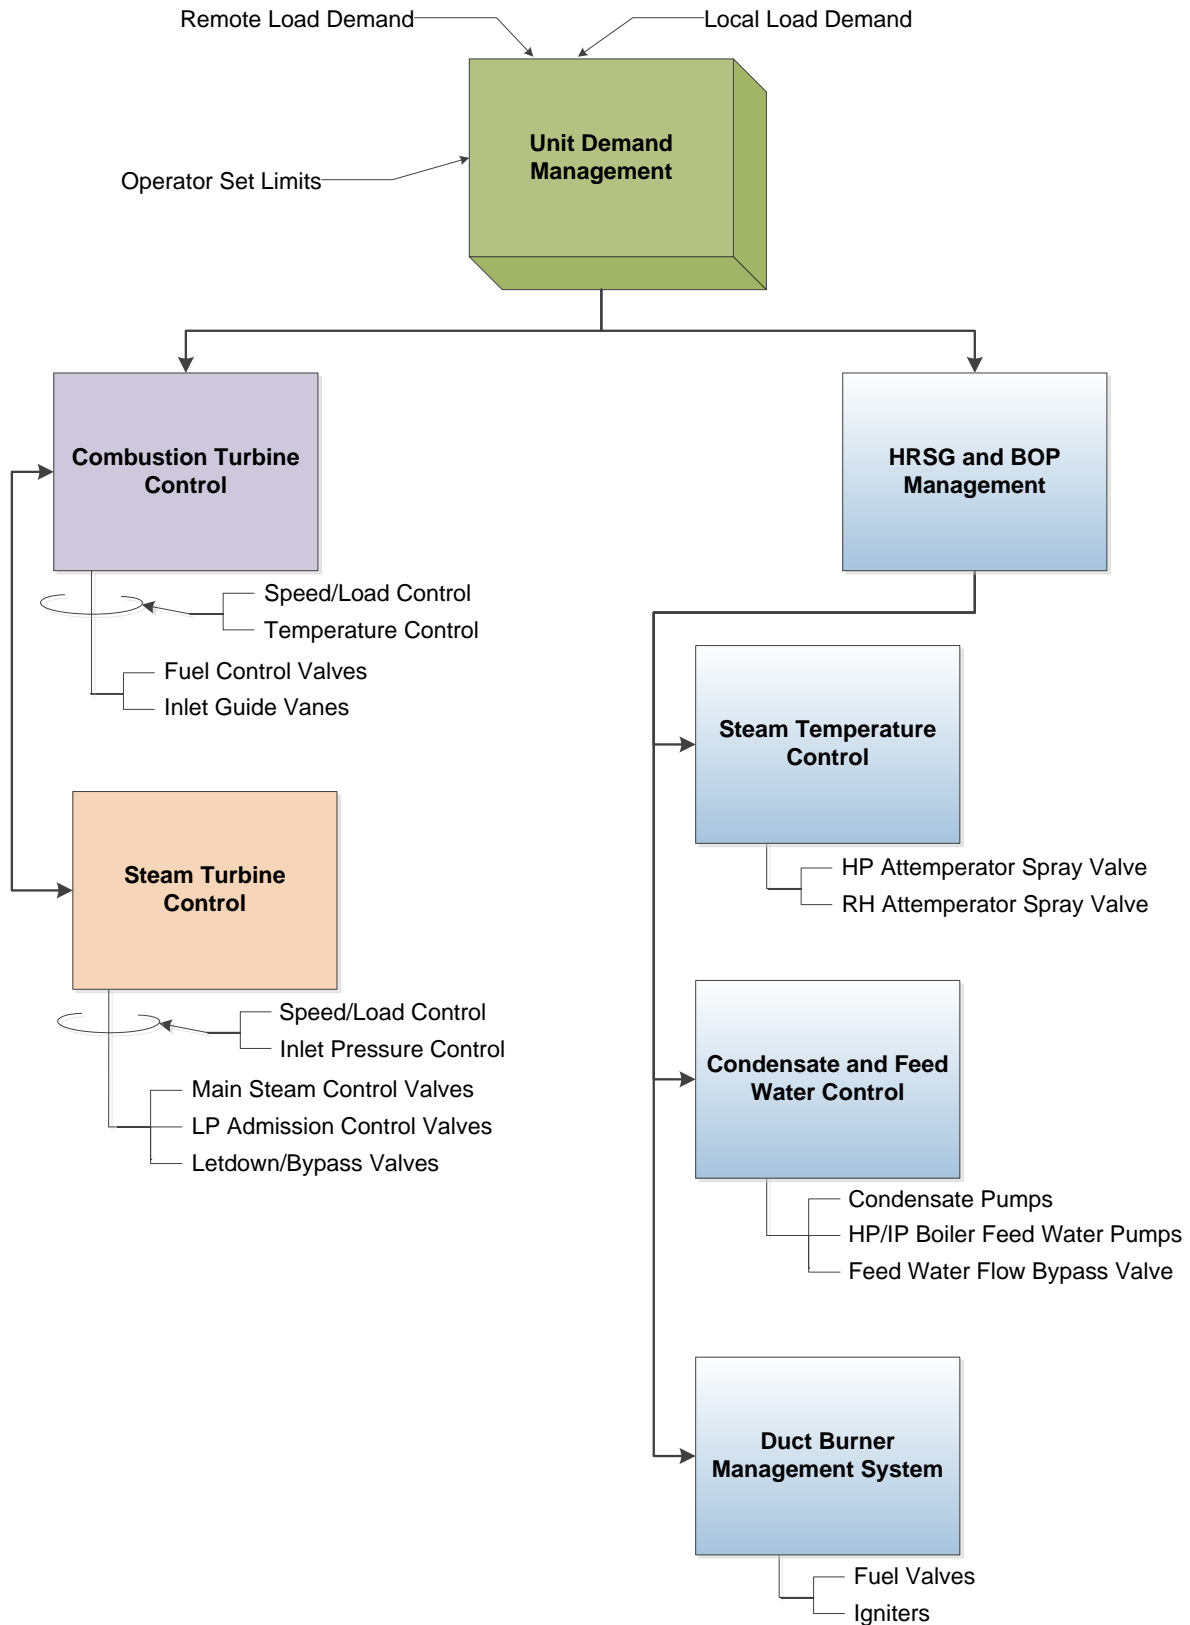 Remote Load Demand
Local Load Demand
Unit Demand
Management
Operator Set Limits
Combustion Turbine
Control
Speed/Load Control
Temperature Control
Fuel Control Valves
Inlet Guide Vanes
Steam Turbine
Control
Speed/Load Control
Inlet Pressure Control
Main Steam Control Valves
LP Admission Control Valves
Letdown/Bypass Valves
HRSG and BOP
Management
Steam Temperature
Control
HP Attemperator Spray Valve
RH Attemperator Spray Valve
Condensate and Feed
Water Control
Condensate Pumps
HP/IP Boiler Feed Water Pumps
Feed Water Flow Bypass Valve
Duct Burner
Management System
Fuel Valves
Igniters